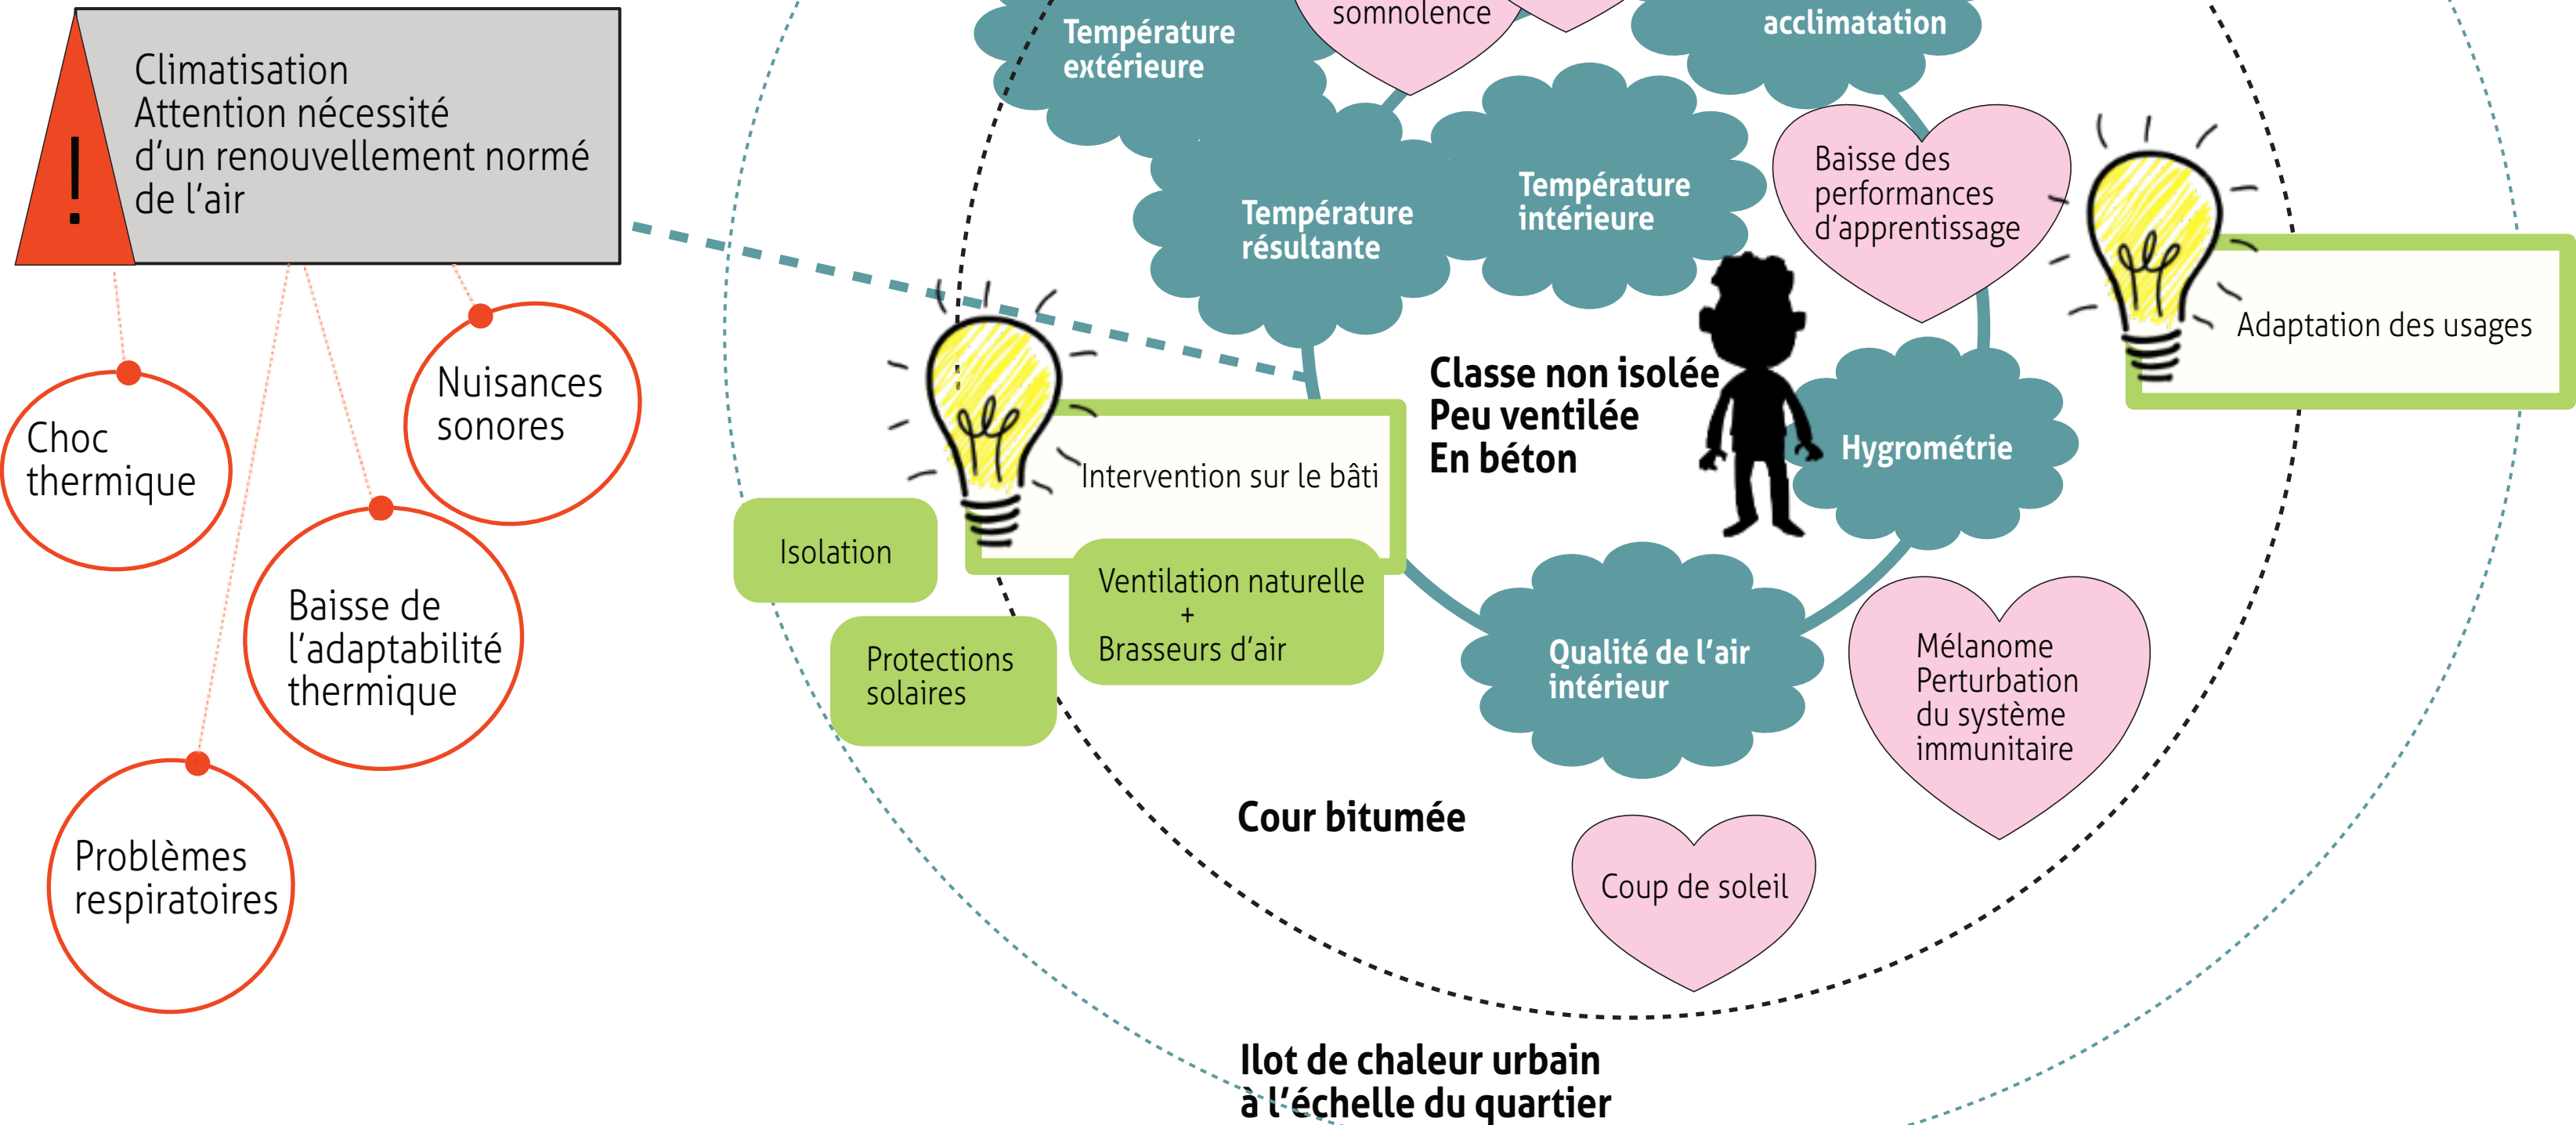 Climatisation
Attention nécessité
d'un renouvellement normé
de l'air
!
Choc
thermique
Nuisances
sonores
Baisse de
l'adaptabilité
thermique
Problèmes
respiratoires
Température
extérieure
somnolence
acclimatation
Température
résultante
Température
intérieure
Baisse des
performances
d'apprentissage
Adaptation des usages
Classe non isolée
Peu ventilée
En béton
Hygrométrie
Intervention sur le bâti
Isolation
Ventilation naturelle
+
Brasseurs d'air
Protections
solaires
Qualité de l'air
intérieur
Mélanome
Perturbation
du système
immunitaire
Cour bitumée
Coup de soleil
Ilot de chaleur urbain
à l'échelle du quartier